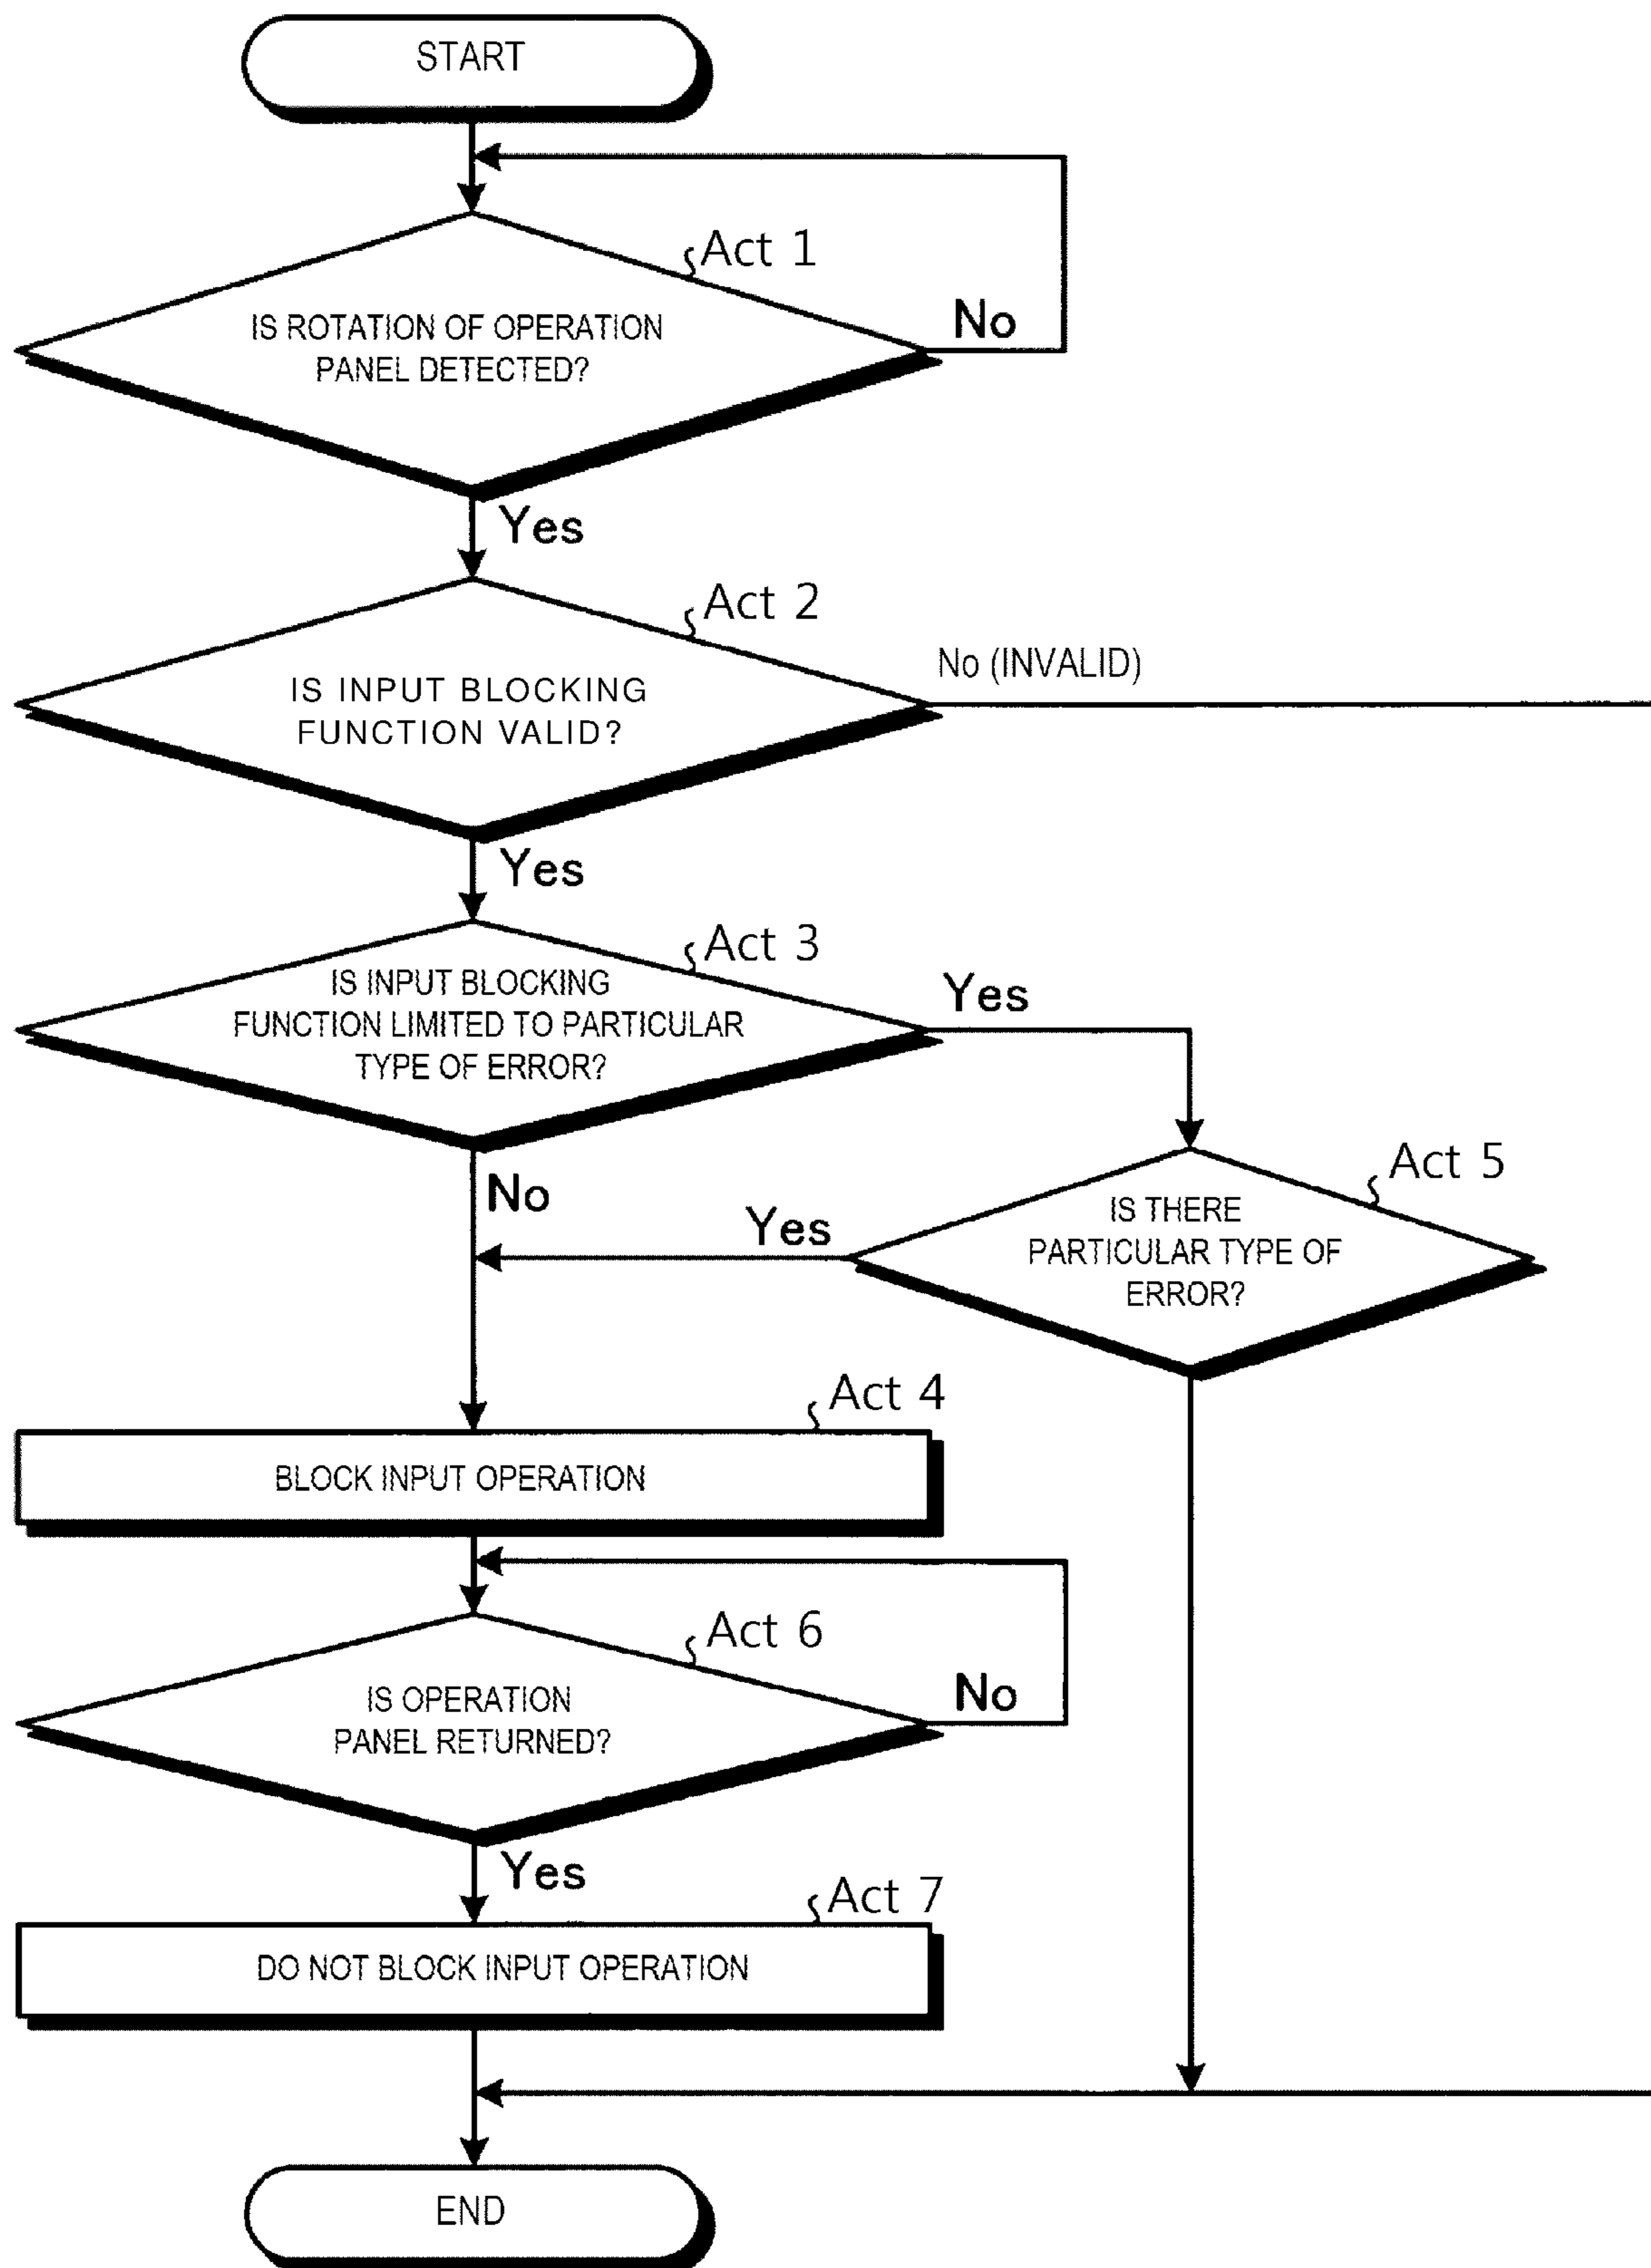 START
Act 1
IS ROTATION OF OPERATION
PANEL DETECTED?
No
Yes
Act 2
No (INVALID)
IS INPUT BLOCKING
FUNCTION VALID?
Yes
Act 3
IS INPUT BLOCKING
FUNCTION LIMITED TO PARTICULAR
TYPE OF ERROR?
Yes
No
Act 5
IS THERE
PARTICULAR TYPE OF
ERROR?
Yes
Act 4
BLOCK INPUT OPERATION
Act 6
IS OPERATION
PANEL RETURNED?
No
Yes
Act 7
DO NOT BLOCK INPUT OPERATION
END